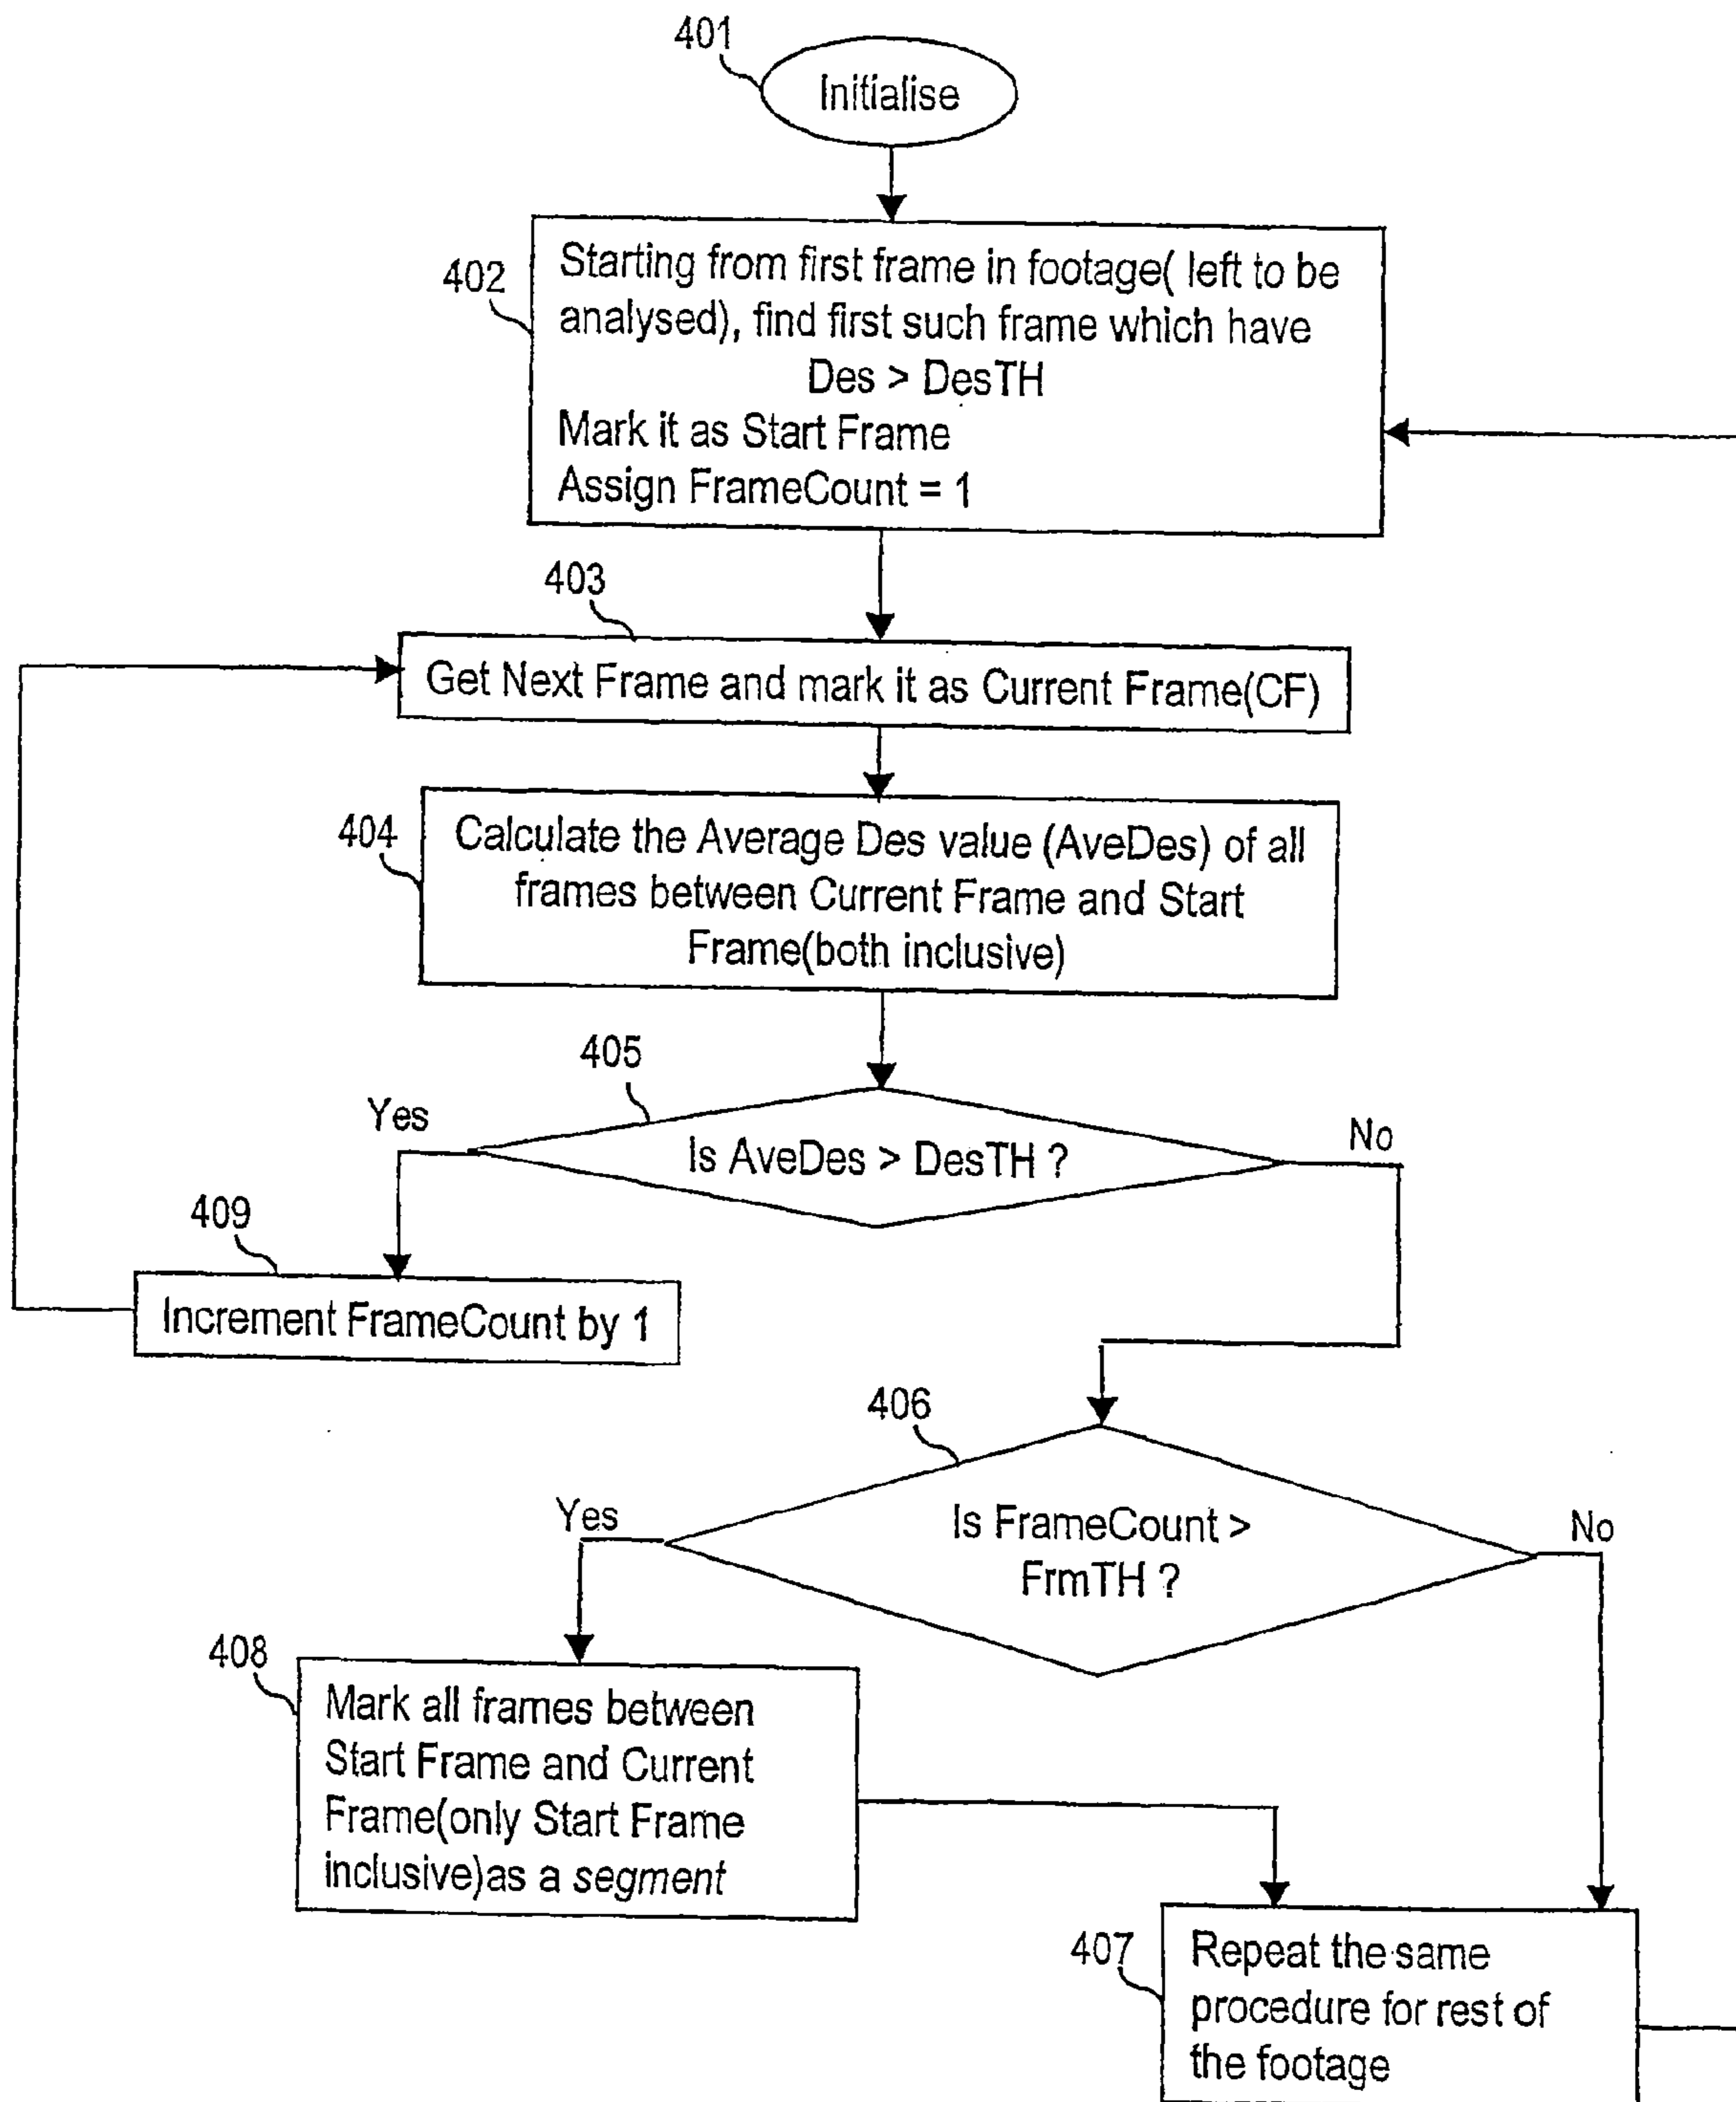 401
Initialise
402
Starting from first frame in footage( left to be
analysed), find first such frame which have
Des > DesTH
Mark it as Start Frame
Assign FrameCount = 1
403
Get Next Frame and mark it as Current Frame(CF)
404
Calculate the Average Des value (AveDes) of all
frames between Current Frame and Start
Frame(both inclusive)
405
Yes
Is AveDes > DesTH ?
No
409
Increment FrameCount by 1
406
Yes
Is FrameCount >
FrmTH ?
No
408
Mark all frames between
Start Frame and Current
Frame(only Start Frame
inclusive)as a segment
407
Repeat the same
procedure for rest of
the footage